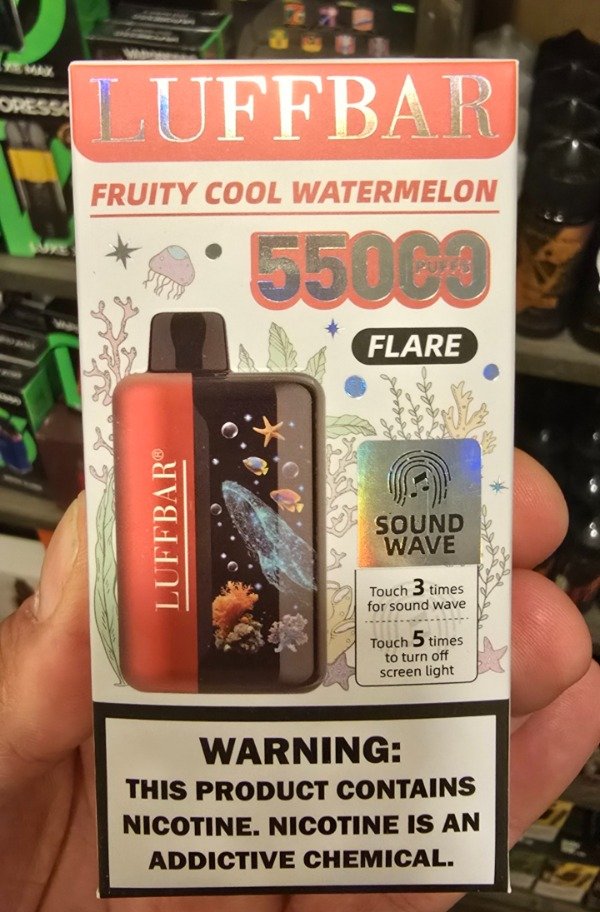 LUFFBAR
FRUITY COOL WATERMELON
55000
PUFFS
FLARE
LUFFBAR®
SOUND
WAVE
Touch 3 times
for sound wave
Touch 5 times
to turn off
screen light
WARNING:
THIS PRODUCT CONTAINS
NICOTINE. NICOTINE IS AN
ADDICTIVE CHEMICAL.